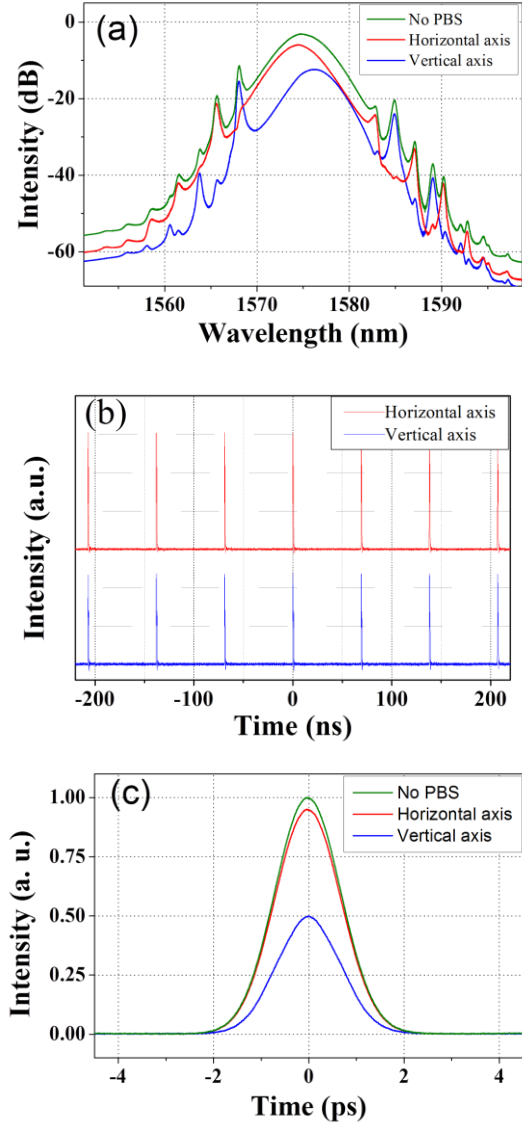 (a)
No PBS
Horizontal axis
Vertical axis
0
-20
-40
-60
Intensity (dB)
1560
1570
1580
1590
Wavelength (nm)
(b)
Horizontal axis
Vertical axis
Intensity (a.u.)
-200
-100
0
100
200
Time (ns)
(c)
No PBS
Horizontal axis
Vertical axis
1.00
0.75
0.50
0.25
0.00
Intensity (a. u.)
-4
-2
0
2
4
Time (ps)